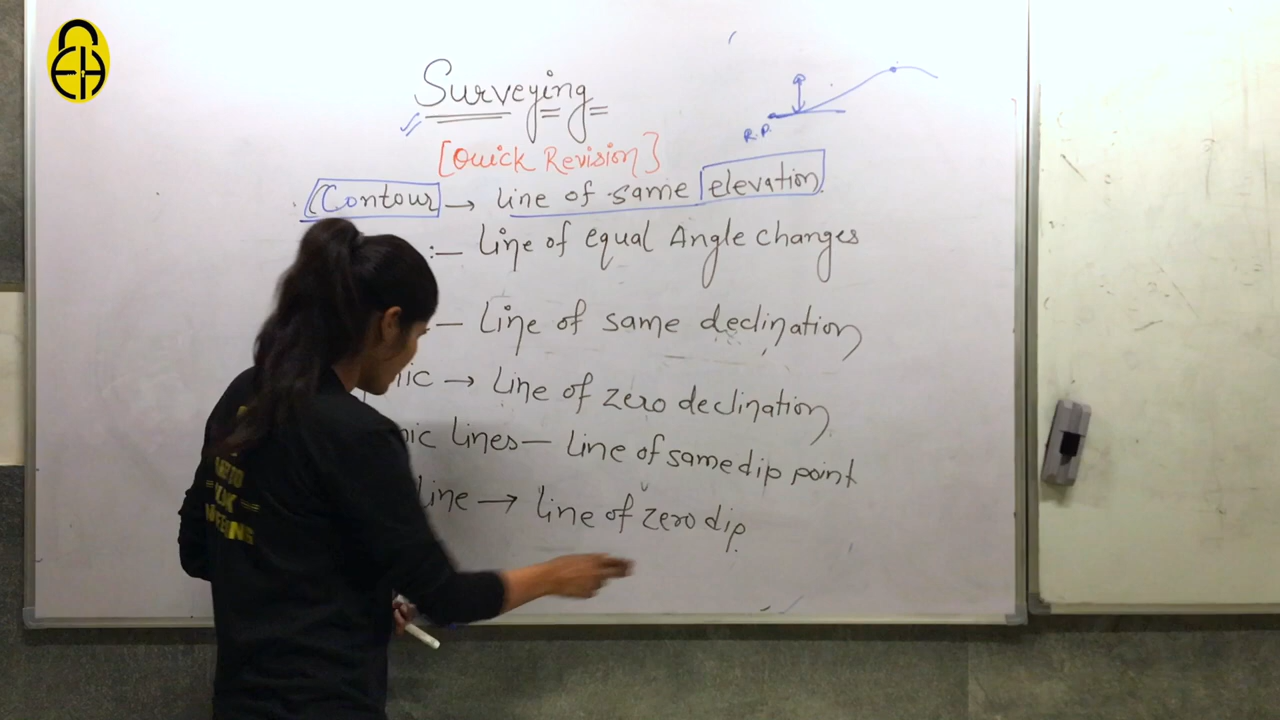 Surveying
[Quick Revision]
R.P.
Contour → Line of same elevation
:— Line of equal Angle changes
— Line of same declination
nic → Line of zero declination
nic lines — line of same dip point
line → line of zero dip